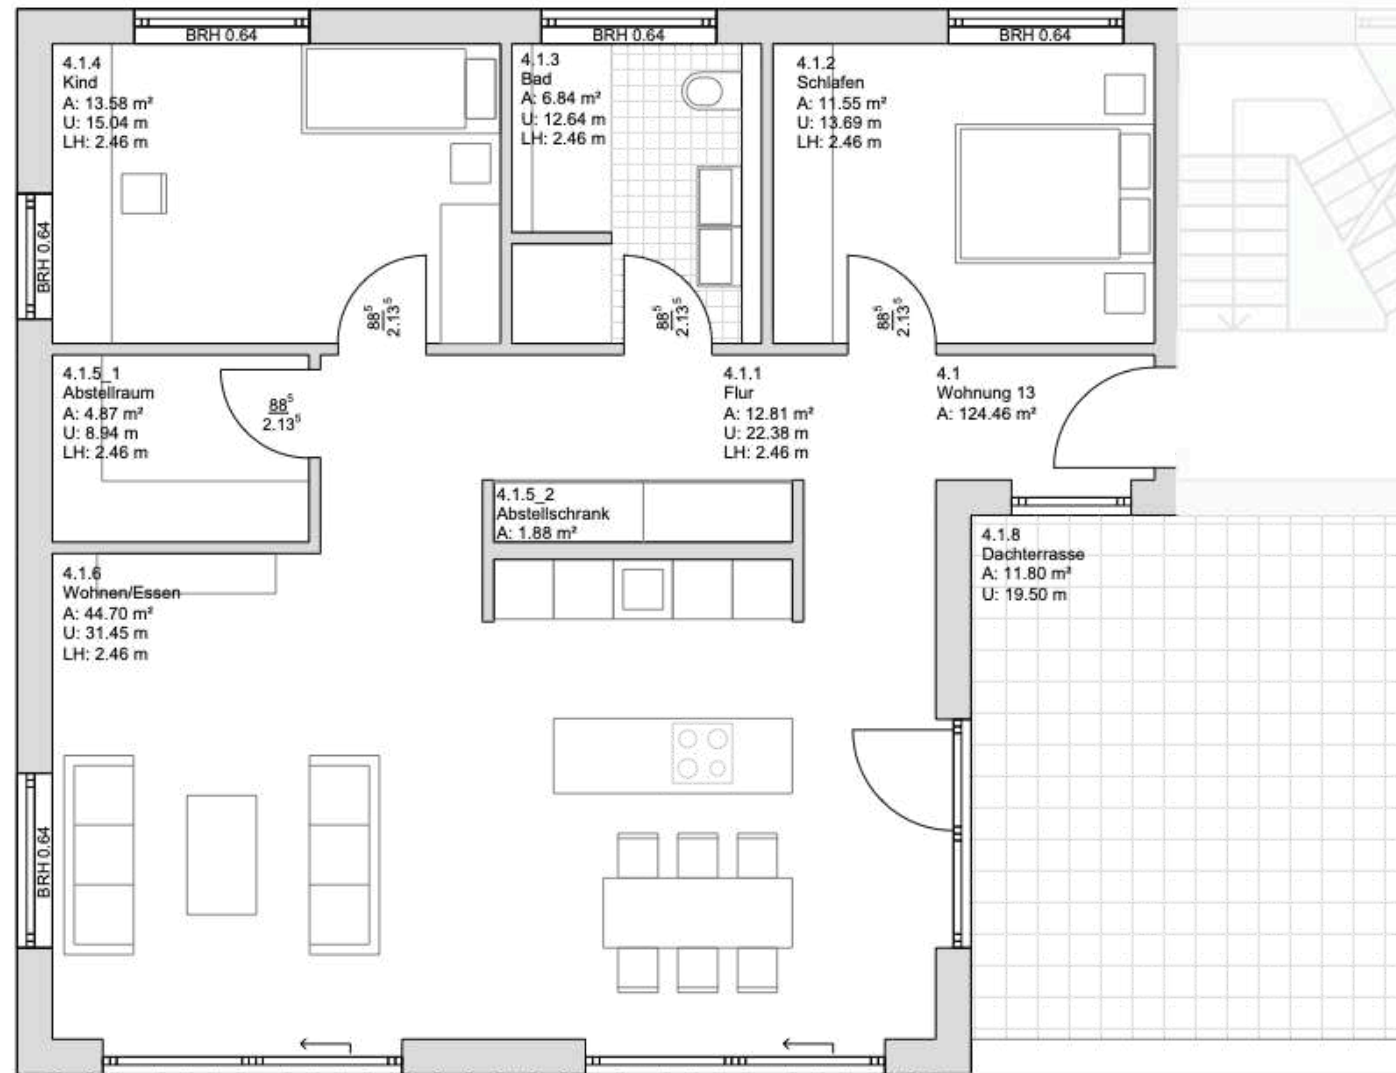 BRH 0.64
BRH 0.64
BRH 0.64
4.1.4
Kind
A: 13.58 m²
U: 15.04 m
LH: 2.46 m
4.1.3
Bad
A: 6.84 m²
U: 12.64 m
LH: 2.46 m
4.1.2
Schlafen
A: 11.55 m²
U: 13.69 m
LH: 2.46 m
BRH 0.64
88⁵
2.13⁵
88⁵
2.13⁵
88⁵
2.13⁵
4.1.5_1
Abstellraum
A: 4.87 m²
U: 8.94 m
LH: 2.46 m
88⁵
2.13⁵
4.1.1
Flur
A: 12.81 m²
U: 22.38 m
LH: 2.46 m
4.1
Wohnung 13
A: 124.46 m²
4.1.5_2
Abstellschrank
A: 1.88 m²
4.1.8
Dachterrasse
A: 11.80 m²
U: 19.50 m
4.1.6
Wohnen/Essen
A: 44.70 m²
U: 31.45 m
LH: 2.46 m
BRH 0.64